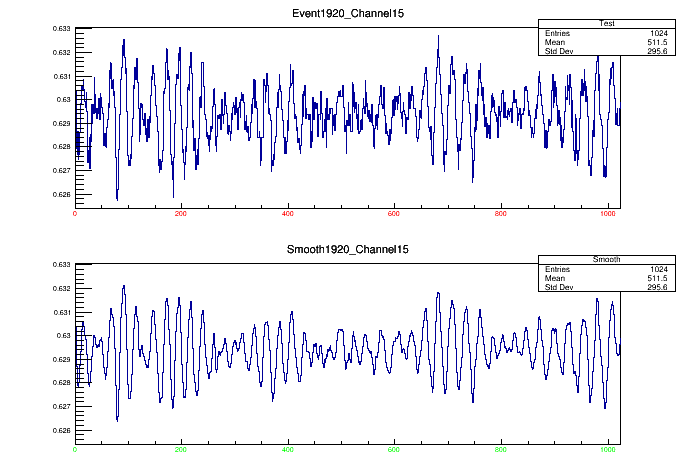 Event1920_Channel15
Test
Entries 1024
Mean 511.5
Std Dev 295.6
0.633
0.632
0.631
0.63
0.629
0.628
0.627
0.626
0 200 400 600 800 1000
Smooth1920_Channel15
Smooth
Entries 1024
Mean 511.5
Std Dev 295.6
0.633
0.632
0.631
0.63
0.629
0.628
0.627
0.626
0 200 400 600 800 1000